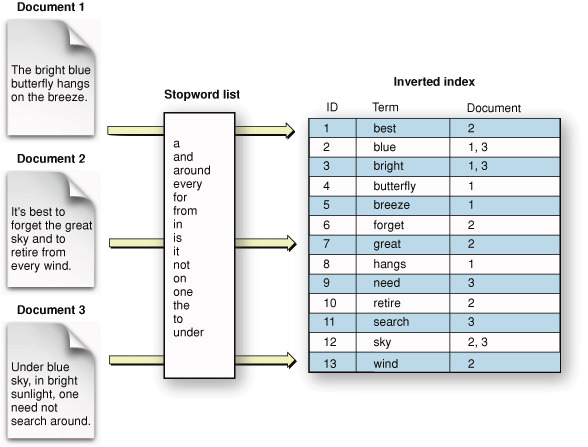 Document 1
The bright blue
butterfly hangs
on the breeze.
Document 2
It's best to
forget the great
sky and to
retire from
every wind.
Document 3
Under blue
sky, in bright
sunlight, one
need not
search around.
Stopword list
a
and
around
every
for
from
in
is
it
not
on
one
the
to
under
Inverted index
ID Term Document
1 best 2
2 blue 1, 3
3 bright 1, 3
4 butterfly 1
5 breeze 1
6 forget 2
7 great 2
8 hangs 1
9 need 3
10 retire 2
11 search 3
12 sky 2, 3
13 wind 2